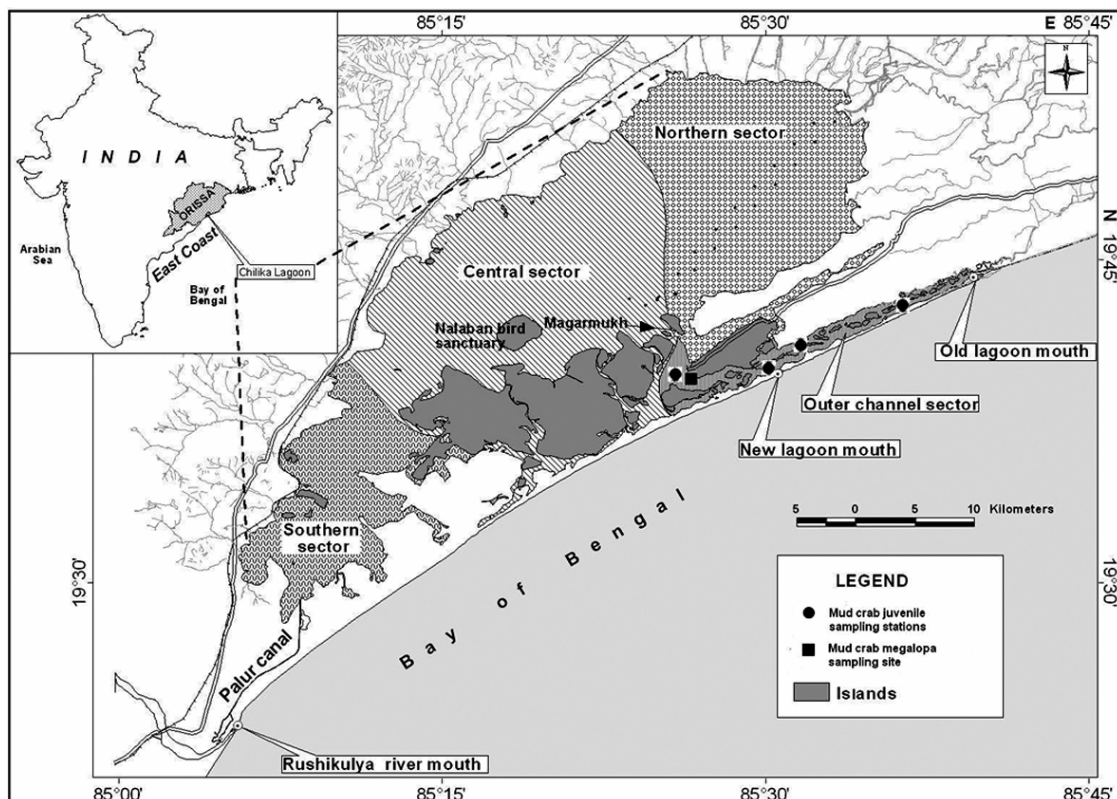 85°15'
85°30'
E
85°45'
N
I N D I A
ORISSA
Arabian
Sea
East Coast
Chilika Lagoon
Bay of
Bengal
Northern sector
N
19°45'
Central sector
Nalaban bird
sanctuary
Magarmukh
Old lagoon mouth
Outer channel sector
New lagoon mouth
Southern
sector
5 0 5 10 Kilometers
Bay of Bengal
19°30'
19°30'
LEGEND
Mud crab juvenile
sampling stations
Mud crab megalopa
sampling site
Islands
Palur canal
Rushikulya river mouth
85°00'
85°15'
85°30'
85°45'